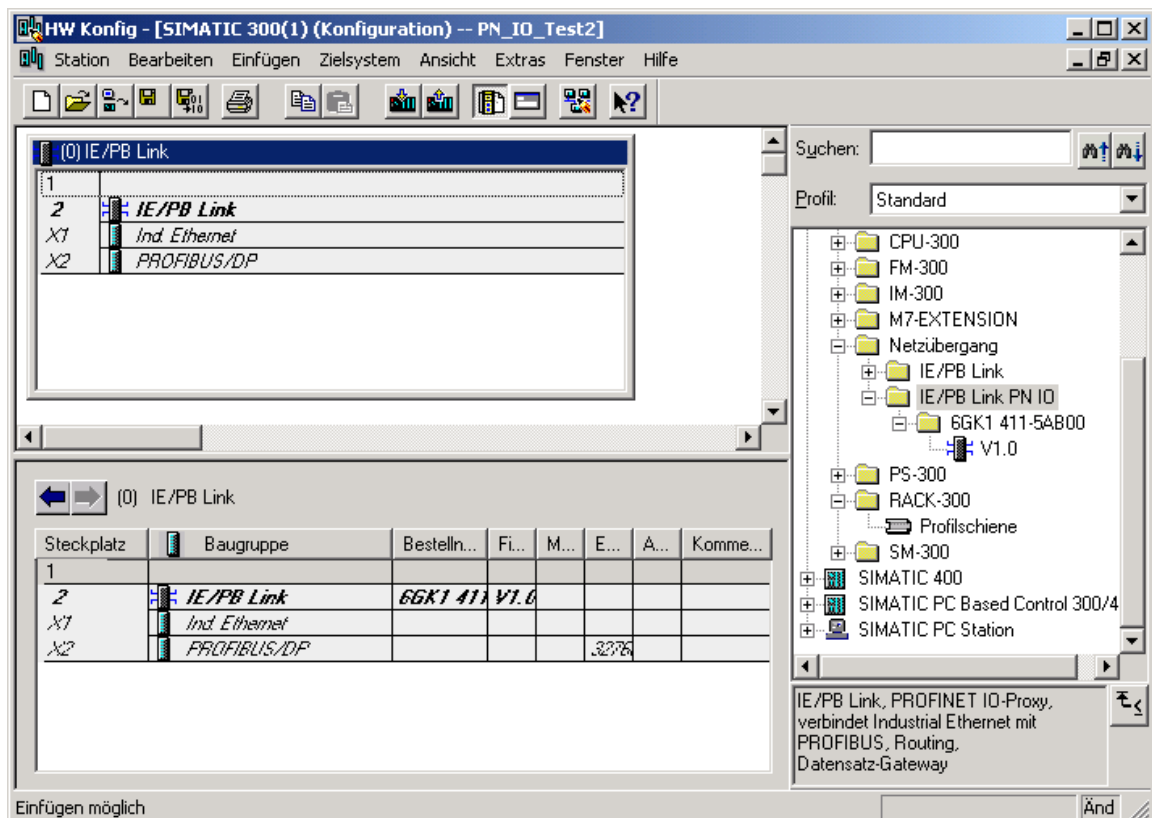 HW Konfig - [SIMATIC 300(1) (Konfiguration) -- PN_IO_Test2]
Station Bearbeiten Einfügen Zielsystem Ansicht Extras Fenster Hilfe
(0) IE/PB Link
1
2 IE/PB Link
X1 Ind. Ethernet
X2 PROFIBUS/DP
(0) IE/PB Link
Steckplatz Baugruppe Bestelln... Fi... M... E... A... Komme...
1
2 IE/PB Link 6GK1 411 V1.0
X1 Ind. Ethernet
X2 PROFIBUS/DP 3276
Suchen:
Profil: Standard
CPU-300
FM-300
IM-300
M7-EXTENSION
Netzübergang
IE/PB Link
IE/PB Link PN IO
6GK1 411-5AB00
V1.0
PS-300
RACK-300
Profilschiene
SM-300
SIMATIC 400
SIMATIC PC Based Control 300/4
SIMATIC PC Station
IE/PB Link, PROFINET IO-Proxy,
verbindet Industrial Ethernet mit
PROFIBUS, Routing,
Datensatz-Gateway
Einfügen möglich Änd